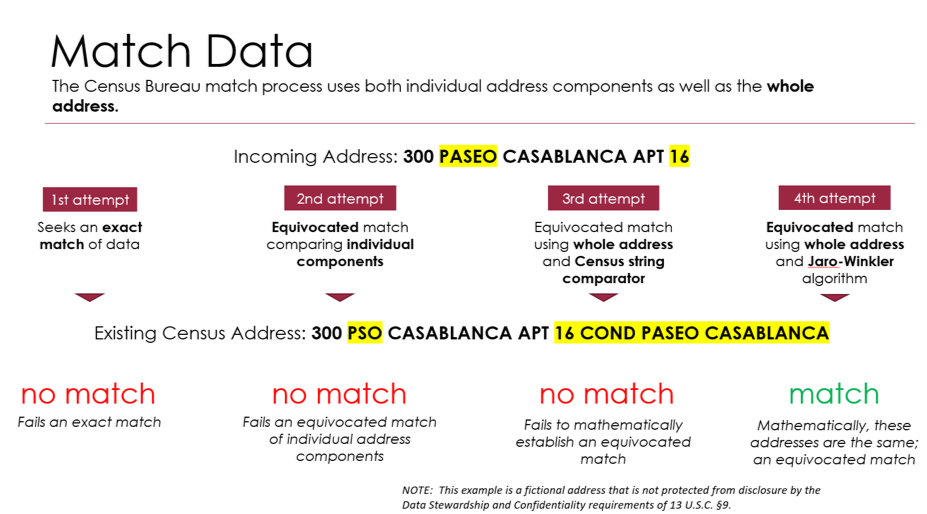 Match Data
The Census Bureau match process uses both individual address components as well as the whole
address.
Incoming Address: 300 PASEO CASABLANCA APT 16
1st attempt
Seeks an exact
match of data
2nd attempt
Equivocated match
comparing individual
components
3rd attempt
Equivocated match
using whole address
and Census string
comparator
4th attempt
Equivocated match
using whole address
and Jaro-Winkler
algorithm
Existing Census Address: 300 PSO CASABLANCA APT 16 COND PASEO CASABLANCA
no match
Fails an exact match
no match
Fails an equivocated match
of individual address
components
no match
Fails to mathematically
establish an equivocated
match
match
Mathematically, these
addresses are the same;
an equivocated match
NOTE: This example is a fictional address that is not protected from disclosure by the
Data Stewardship and Confidentiality requirements of 13 U.S.C. §9.